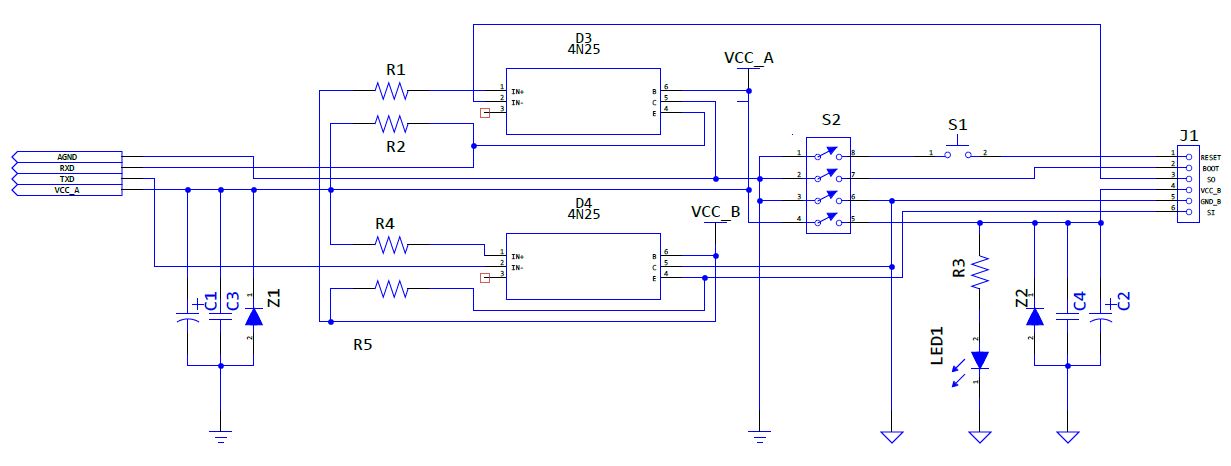 D3
4N25
R1
1 IN+ B 6
2 IN- C 5
3 E 4
VCC_A
R2
S2
S1
J1
AGND
RXD
TXD
VCC_A
1 8
2 7
3 6
4 5
1 2
1 RESET
2 BOOT
3 SO
4 VCC_B
5 GND_B
6 SI
D4
4N25
VCC_B
R4
1 IN+ B 6
2 IN- C 5
3 E 4
R5
+ C1
C3
1 Z1 2
R3
LED1
2
1
1 Z2 2
C4
+ C2